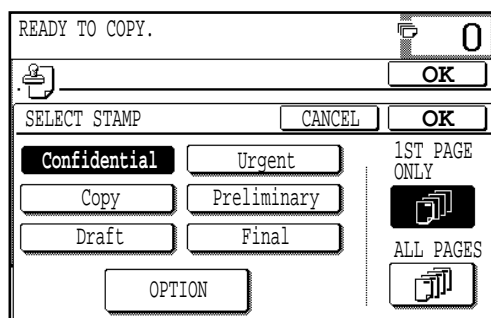 READY TO COPY.
0
OK
SELECT STAMP
CANCEL
OK
Confidential
Urgent
1ST PAGE
ONLY
Copy
Preliminary
Draft
Final
ALL PAGES
OPTION